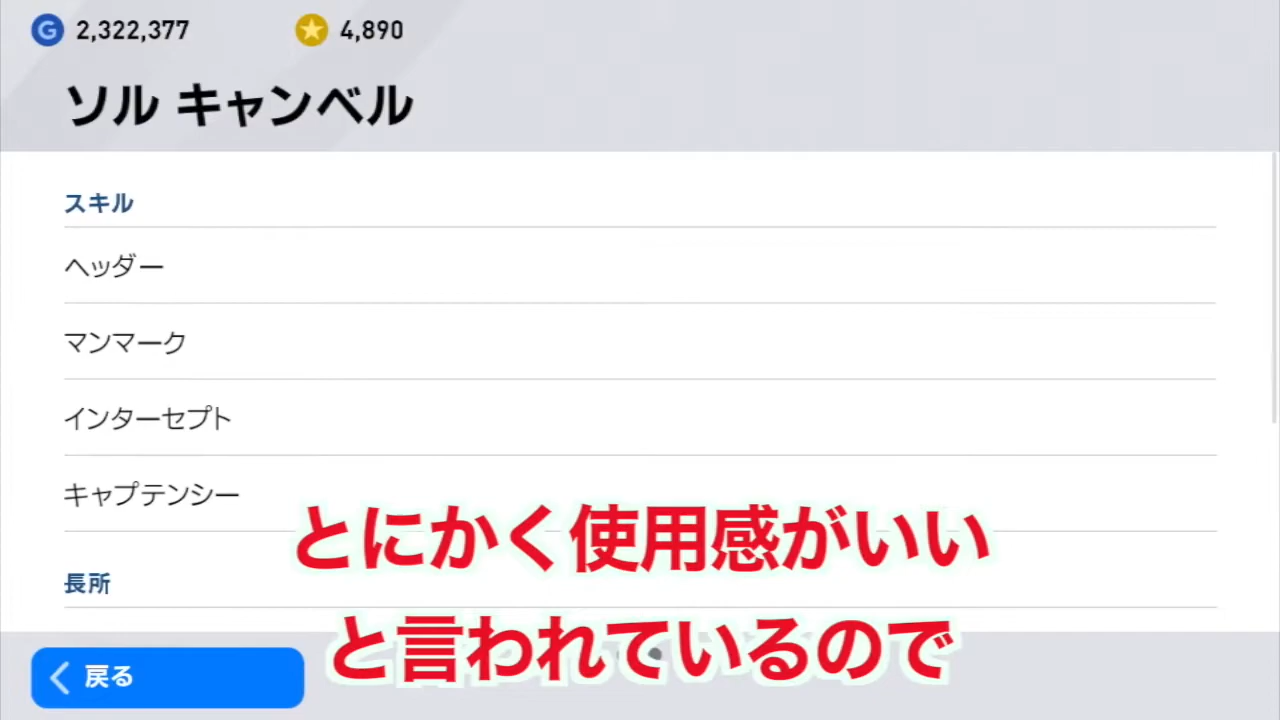 G 2,322,377 4,890
ソル キャンベル
スキル
ヘッダー
マンマーク
インターセプト
キャプテンシー
とにかく使用感がいい
長所
と言われているので
戻る